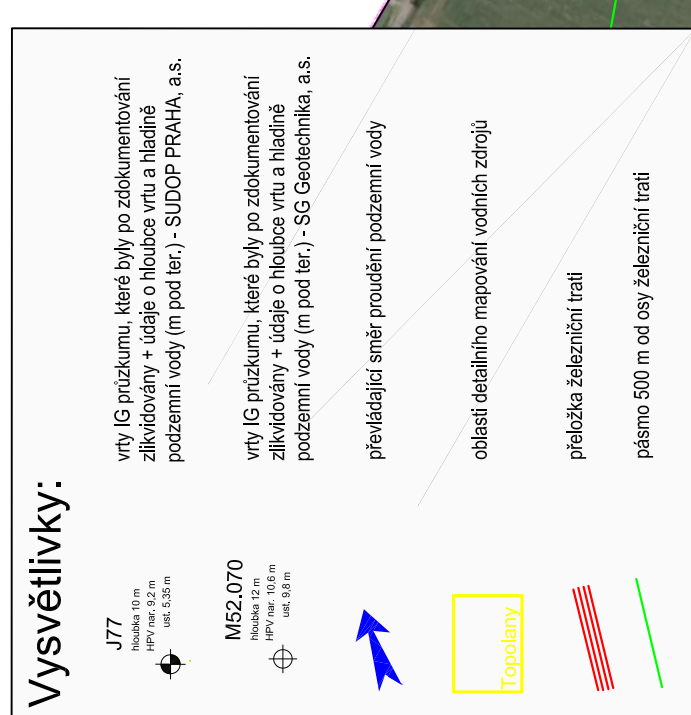 Vysvětlivky:
J77
hloubka 10 m
HPV nar. 9,2 m
ust. 5,35 m
vrty IG průzkumu, které byly po zdokumentování
zlikvidovány + údaje o hloubce vrtu a hladině
podzemní vody (m pod ter.) - SUDOP PRAHA, a.s.
M52.070
hloubka 12 m
HPV nar. 10,6 m
ust. 9,8 m
vrty IG průzkumu, které byly po zdokumentování
zlikvidovány + údaje o hloubce vrtu a hladině
podzemní vody (m pod ter.) - SG Geotechnika, a.s.
převládající směr proudění podzemní vody
Topolany
oblasti detailního mapování vodních zdrojů
přeložka železniční trati
pásmo 500 m od osy železniční trati